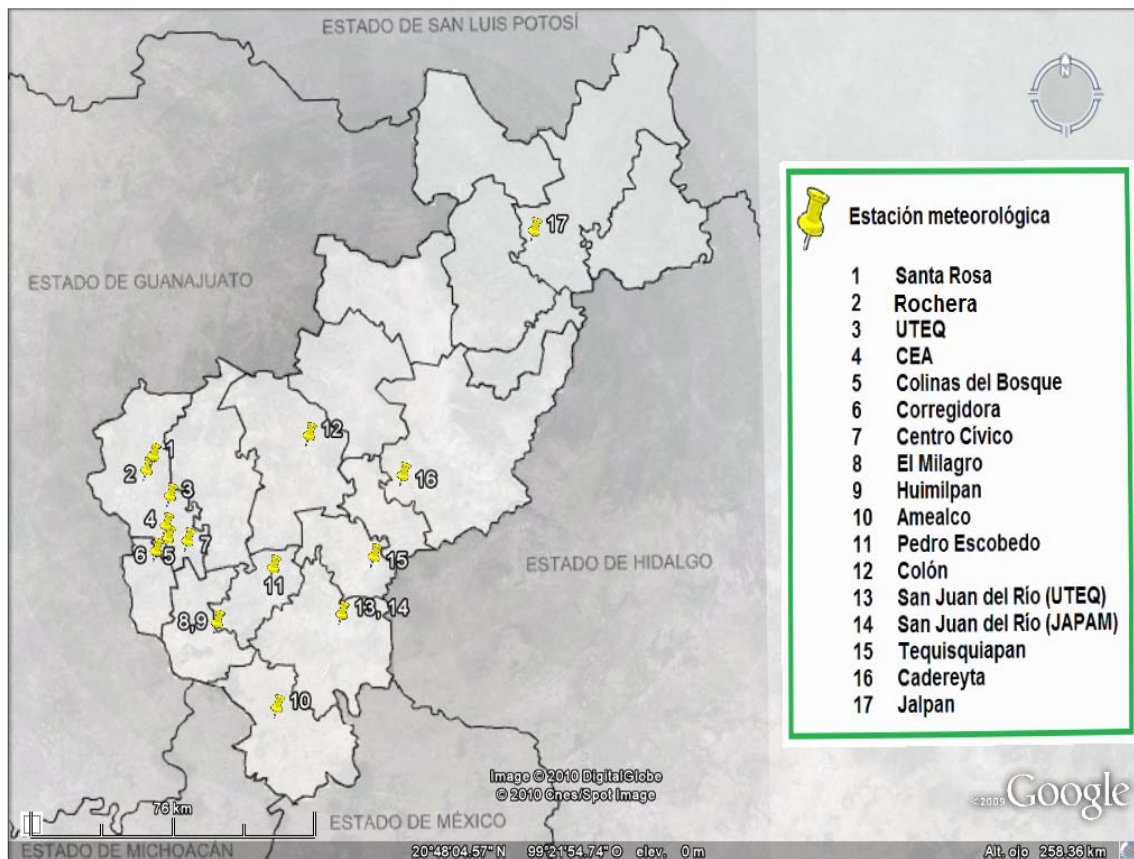 ESTADO DE SAN LUIS POTOSÍ
N
17
ESTADO DE GUANAJUATO
12
1
2
16
3
4
6
5
7
15
ESTADO DE HIDALGO
11
13, 14
8,9
10
Image © 2010 DigitalGlobe
© 2010 Cnes/Spot Image
76 km
ESTADO DE MÉXICO
ESTADO DE MICHOACÁN
20°48'04.57" N 99°21'54.74" O elev. 0 m
Estación meteorológica
1 Santa Rosa
2 Rochera
3 UTEQ
4 CEA
5 Colinas del Bosque
6 Corregidora
7 Centro Cívico
8 El Milagro
9 Huimilpan
10 Amealco
11 Pedro Escobedo
12 Colón
13 San Juan del Río (UTEQ)
14 San Juan del Río (JAPAM)
15 Tequisquiapan
16 Cadereyta
17 Jalpan
©2009 Google
Alt. ojo 258.36 km